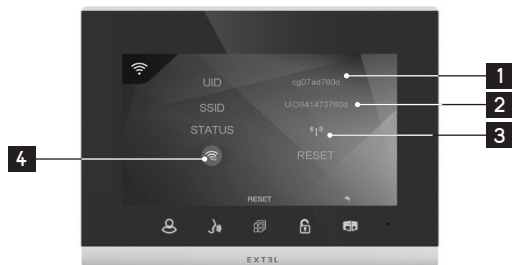 UID cg07ad760d 1
SSID UID841473760d 2
STATUS 3
4 RESET
RESET
EXTEL